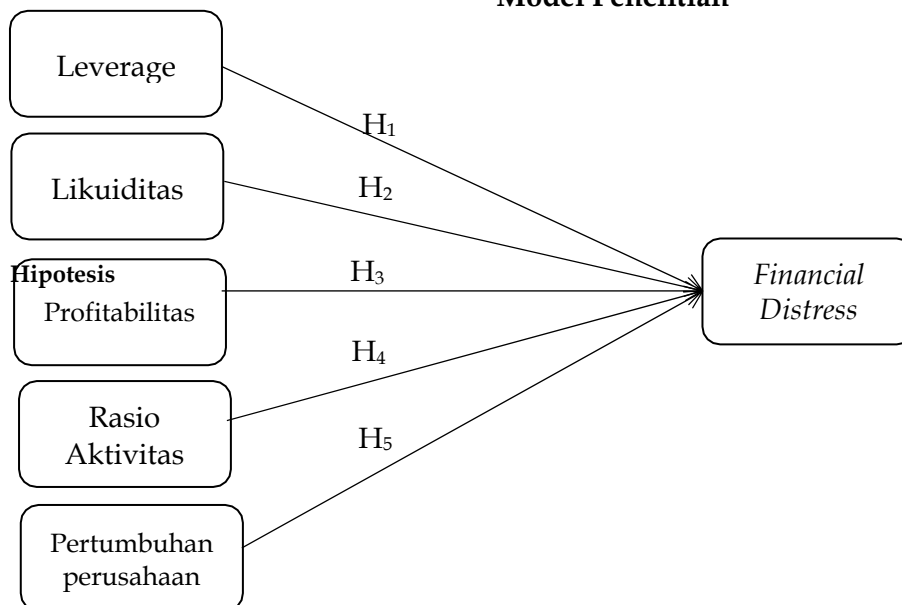 Model Penelitian
Leverage
H1
Likuiditas
H2
Hipotesis
Profitabilitas
H3
Financial
Distress
Rasio
Aktivitas
H4
Pertumbuhan
perusahaan
H5